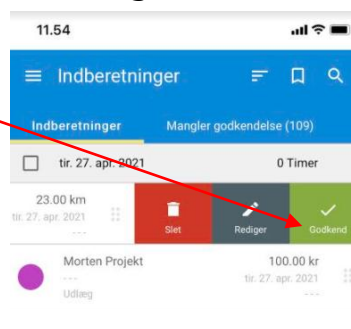 11.54
Indberetninger
Indberetninger Mangler godkendelse (109)
tir. 27. apr. 2021 0 Timer
23.00 km
tir. 27. apr. 2021
---
Slet Rediger Godkend
Morten Projekt 100.00 kr
--- tir. 27. apr. 2021
Udlæg ---